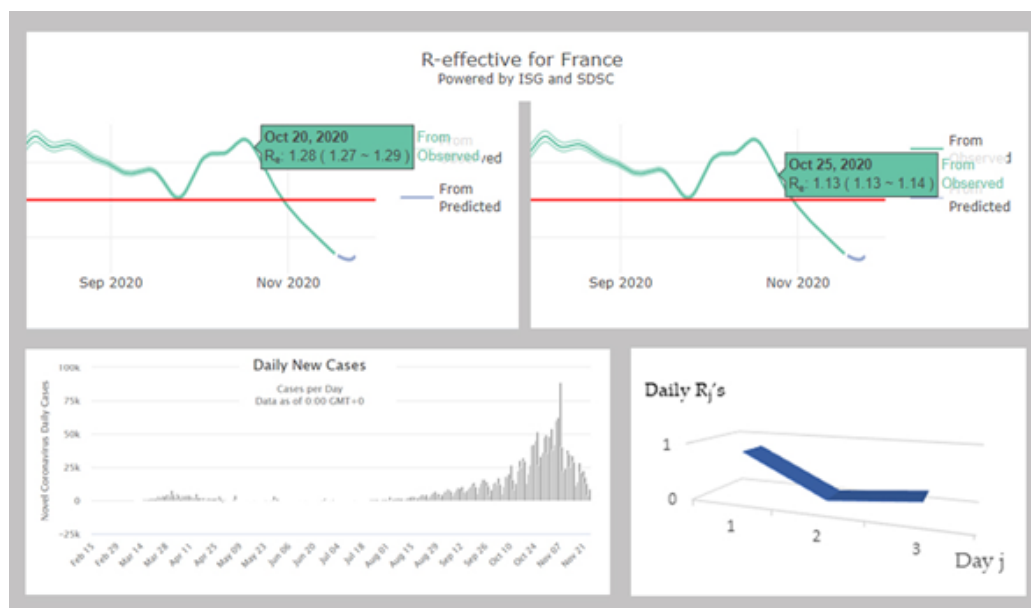 R-effective for France
Powered by ISG and SDSC
Oct 20, 2020
Re: 1.28 ( 1.27 ~ 1.29 )
From
Observed
From
Predicted
Sep 2020
Nov 2020
Oct 25, 2020
Re: 1.13 ( 1.13 ~ 1.14 )
From
Observed
From
Observed
From
Predicted
Sep 2020
Nov 2020
Daily New Cases
Cases per Day
Data as of 0:00 GMT+0
Novel Coronavirus Daily Cases
100k
75k
50k
25k
0
-25k
Feb 15
Feb 29
Mar 14
Mar 28
Apr 11
Apr 25
May 09
May 23
Jun 06
Jun 20
Jul 04
Jul 18
Aug 01
Aug 15
Aug 29
Sep 12
Sep 26
Oct 10
Oct 24
Nov 07
Nov 21
Daily Rj's
1
0
1
2
3
Day j